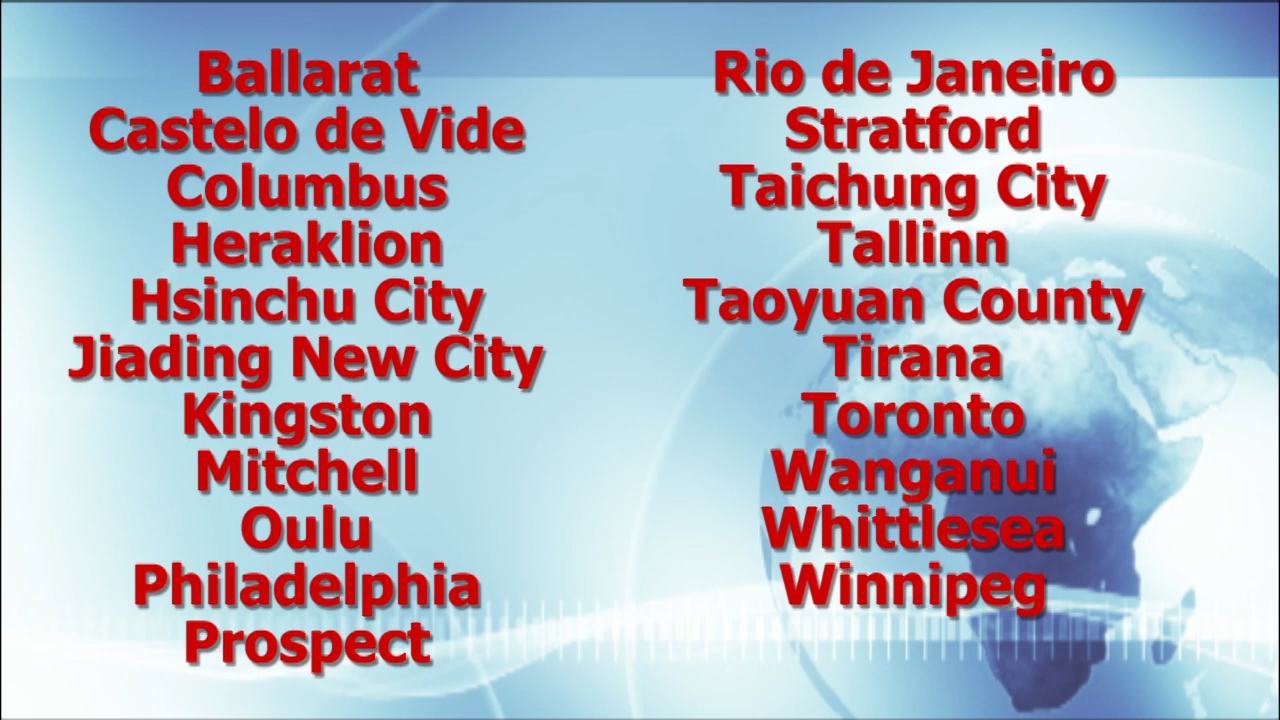 Ballarat
Castelo de Vide
Columbus
Heraklion
Hsinchu City
Jiading New City
Kingston
Mitchell
Oulu
Philadelphia
Prospect
Rio de Janeiro
Stratford
Taichung City
Tallinn
Taoyuan County
Tirana
Toronto
Wanganui
Whittlesea
Winnipeg